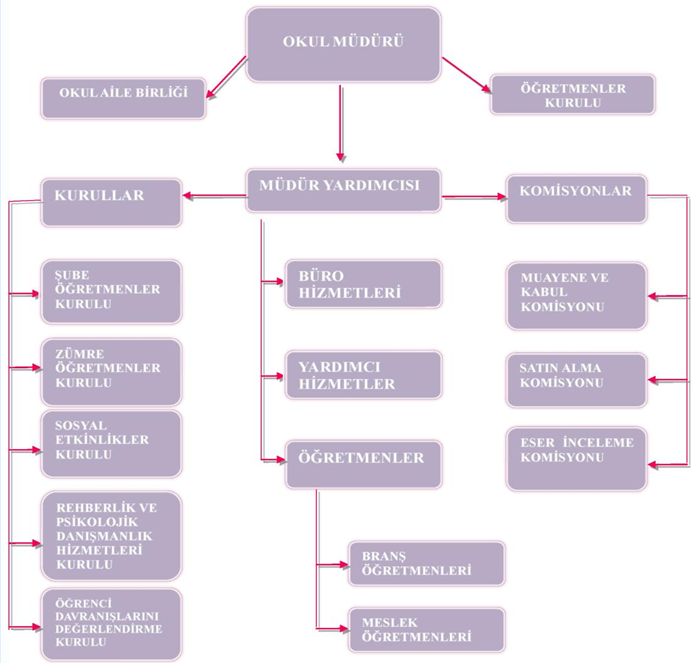 OKUL MÜDÜRÜ
OKUL AİLE BİRLİĞİ
ÖĞRETMENLER
KURULU
KURULLAR
MÜDÜR YARDIMCISI
KOMİSYONLAR
ŞUBE
ÖĞRETMENLER
KURULU
ZÜMRE
ÖĞRETMENLER
KURULU
SOSYAL
ETKİNLİKLER
KURULU
REHBERLİK VE
PSİKOLOJİK
DANIŞMANLIK
HİZMETLERİ
KURULU
ÖĞRENCİ
DAVRANIŞLARINI
DEĞERLENDİRME
KURULU
BÜRO
HİZMETLERİ
YARDIMCI
HİZMETLER
ÖĞRETMENLER
BRANŞ
ÖĞRETMENLERİ
MESLEK
ÖĞRETMENLERİ
MUAYENE VE
KABUL
KOMİSYONU
SATIN ALMA
KOMİSYONU
ESER İNCELEME
KOMİSYONU